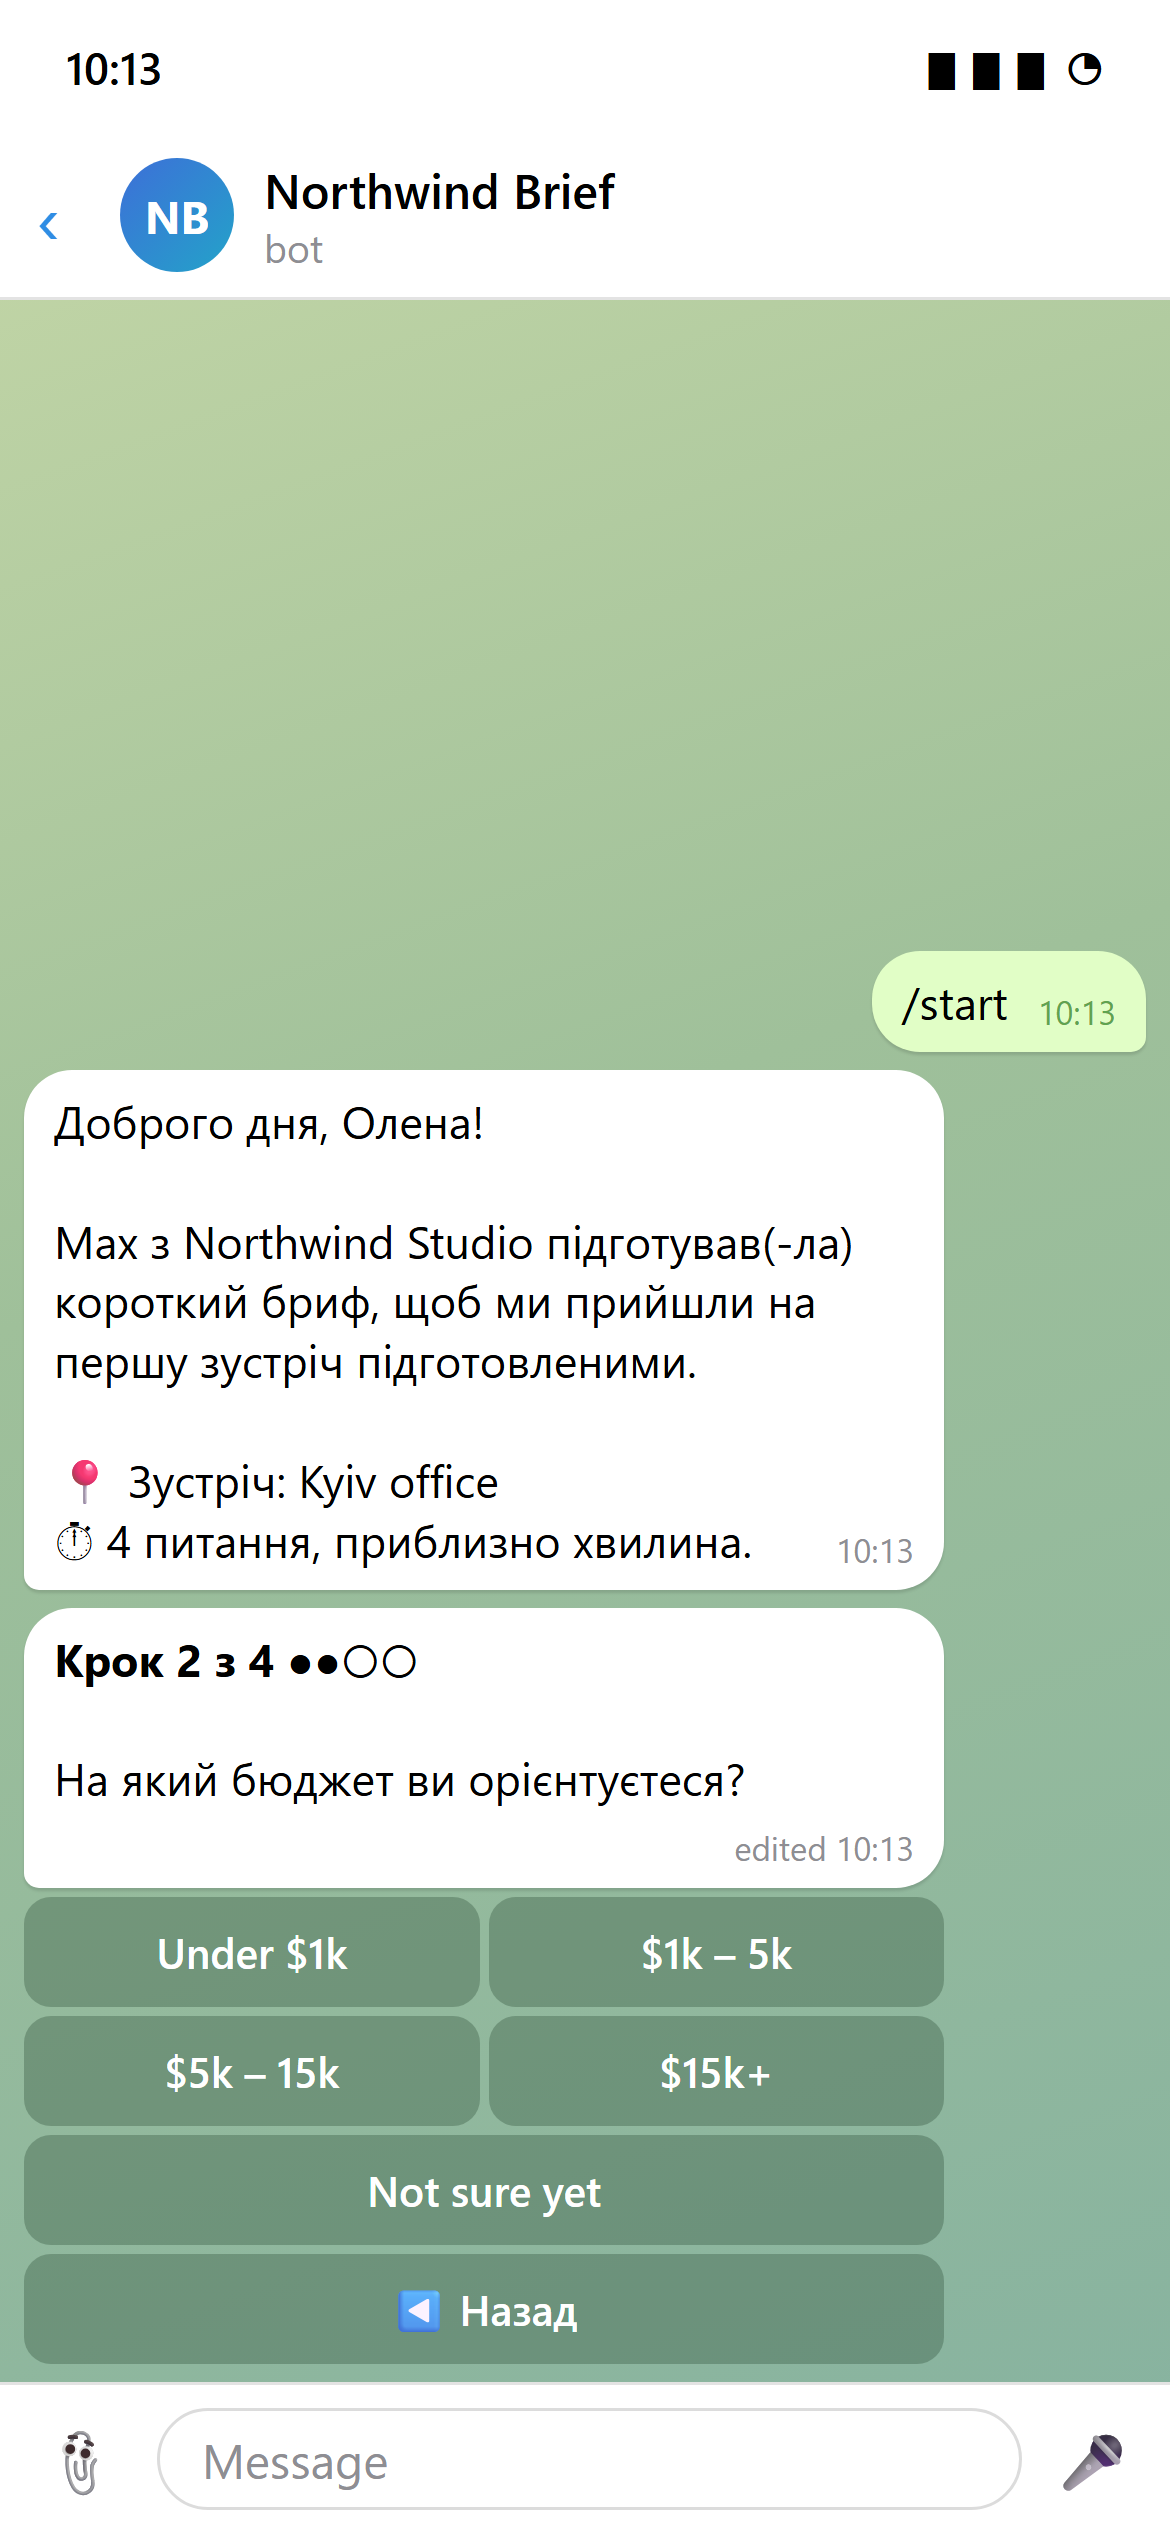 10:13
NB
Northwind Brief
bot
/start 10:13
Доброго дня, Олена!
Max з Northwind Studio підготував(-ла)
короткий бриф, щоб ми прийшли на
першу зустріч підготовленими.
📍 Зустріч: Kyiv office
⏱ 4 питання, приблизно хвилина. 10:13
Крок 2 з 4 ●●○○
На який бюджет ви орієнтуєтеся?
edited 10:13
Under $1k
$1k – 5k
$5k – 15k
$15k+
Not sure yet
◀️ Назад
Message